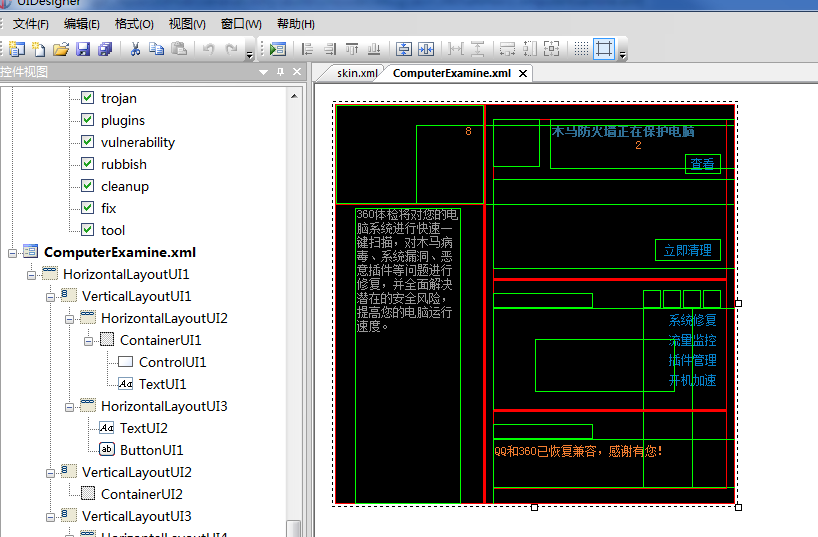 UIDesigner
文件(F) 编辑(E) 格式(O) 视图(V) 窗口(W) 帮助(H)
控件视图
skin.xml
ComputerExamine.xml
trojan
plugins
vulnerability
rubbish
cleanup
fix
tool
ComputerExamine.xml
HorizontalLayoutUI1
VerticalLayoutUI1
HorizontalLayoutUI2
ContainerUI1
ControlUI1
TextUI1
HorizontalLayoutUI3
TextUI2
ButtonUI1
VerticalLayoutUI2
ContainerUI2
VerticalLayoutUI3
HorizontalLayoutUI4
8
木马防火墙正在保护电脑
2
查看
360体检将对您的电
脑系统进行快速一
键扫描，对木马病
毒、系统漏洞、恶
意插件等问题进行
修复，并全面解决
潜在的安全风险，
提高您的电脑运行
速度。
立即清理
系统修复
流量监控
插件管理
开机加速
QQ和360已恢复兼容，感谢有您！